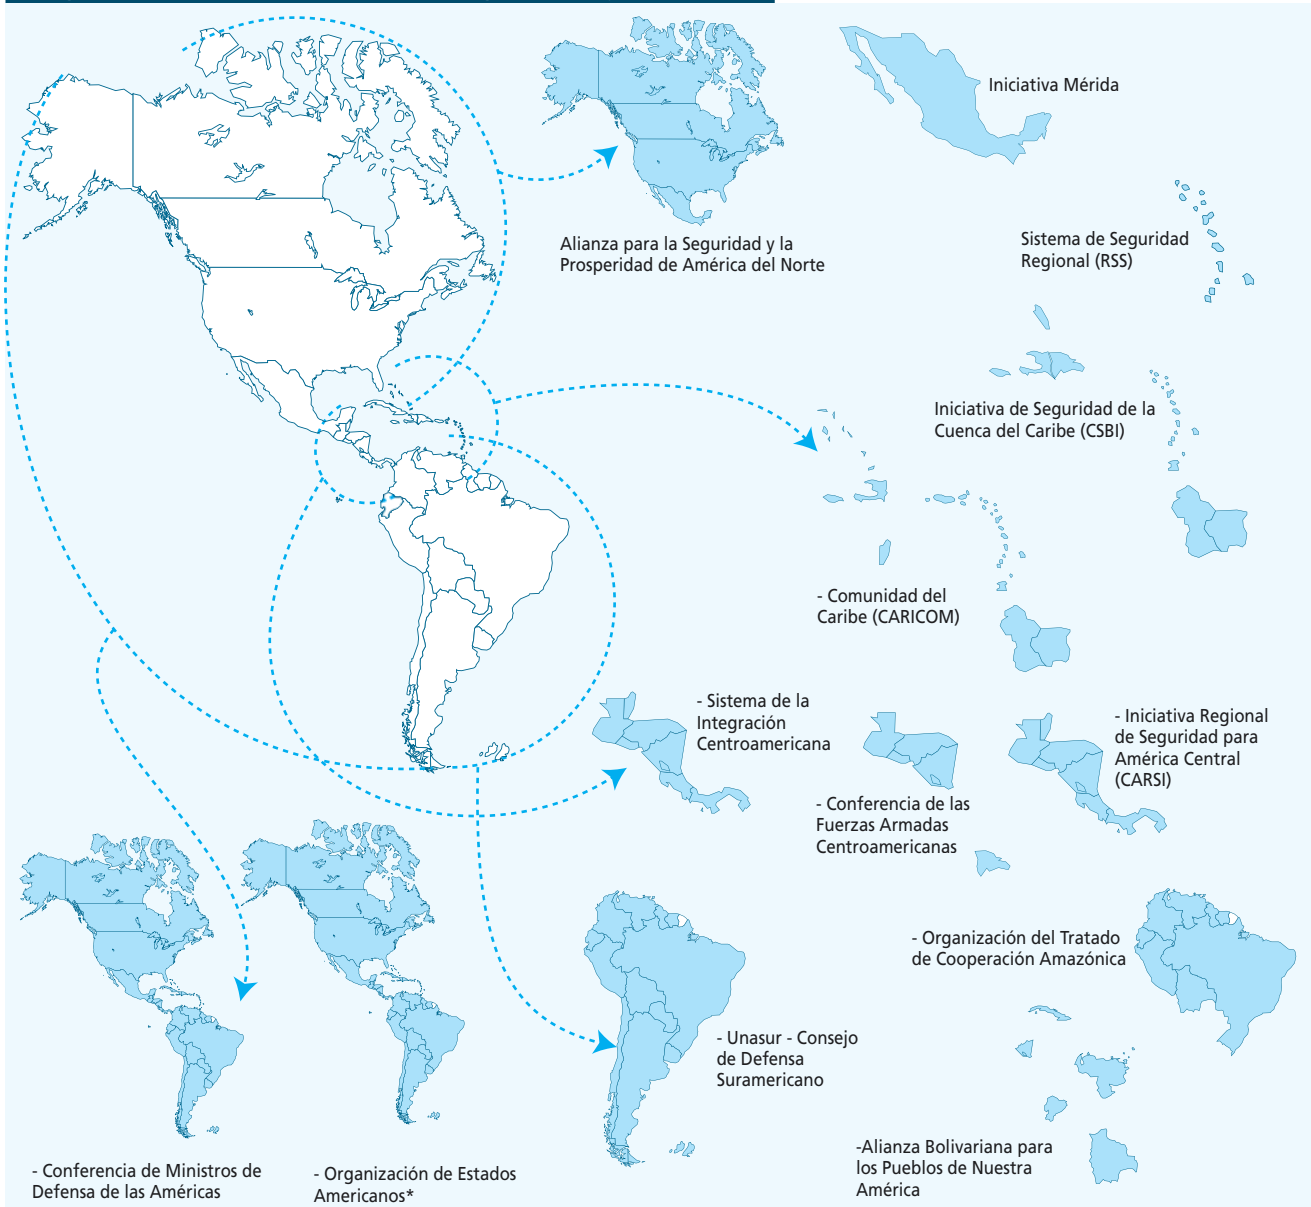 Iniciativa Mérida
Alianza para la Seguridad y la
Prosperidad de América del Norte
Sistema de Seguridad
Regional (RSS)
Iniciativa de Seguridad de la
Cuenca del Caribe (CSBI)
- Comunidad del
Caribe (CARICOM)
- Sistema de la
Integración
Centroamericana
- Conferencia de las
Fuerzas Armadas
Centroamericanas
- Iniciativa Regional
de Seguridad para
América Central
(CARSI)
- Organización del Tratado
de Cooperación Amazónica
- Unasur - Consejo
de Defensa
Suramericano
-Alianza Bolivariana para
los Pueblos de Nuestra
América
- Conferencia de Ministros de
Defensa de las Américas
- Organización de Estados
Americanos*